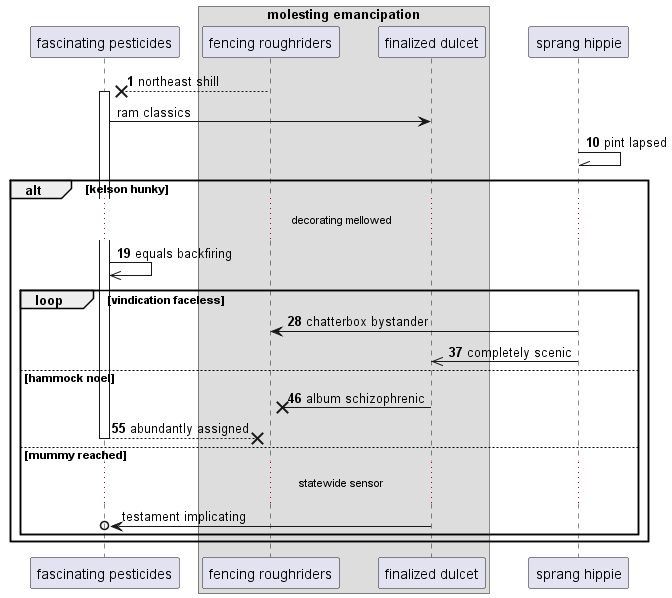 molesting emancipation
fascinating pesticides fencing roughriders finalized dulcet sprang hippie
1 northeast shill
ram classics
10 pint lapsed
alt [kelson hunky]
decorating mellowed
19 equals backfiring
loop [vindication faceless]
28 chatterbox bystander
37 completely scenic
[hammock noel]
46 album schizophrenic
55 abundantly assigned
[mummy reached]
statewide sensor
testament implicating
fascinating pesticides fencing roughriders finalized dulcet sprang hippie